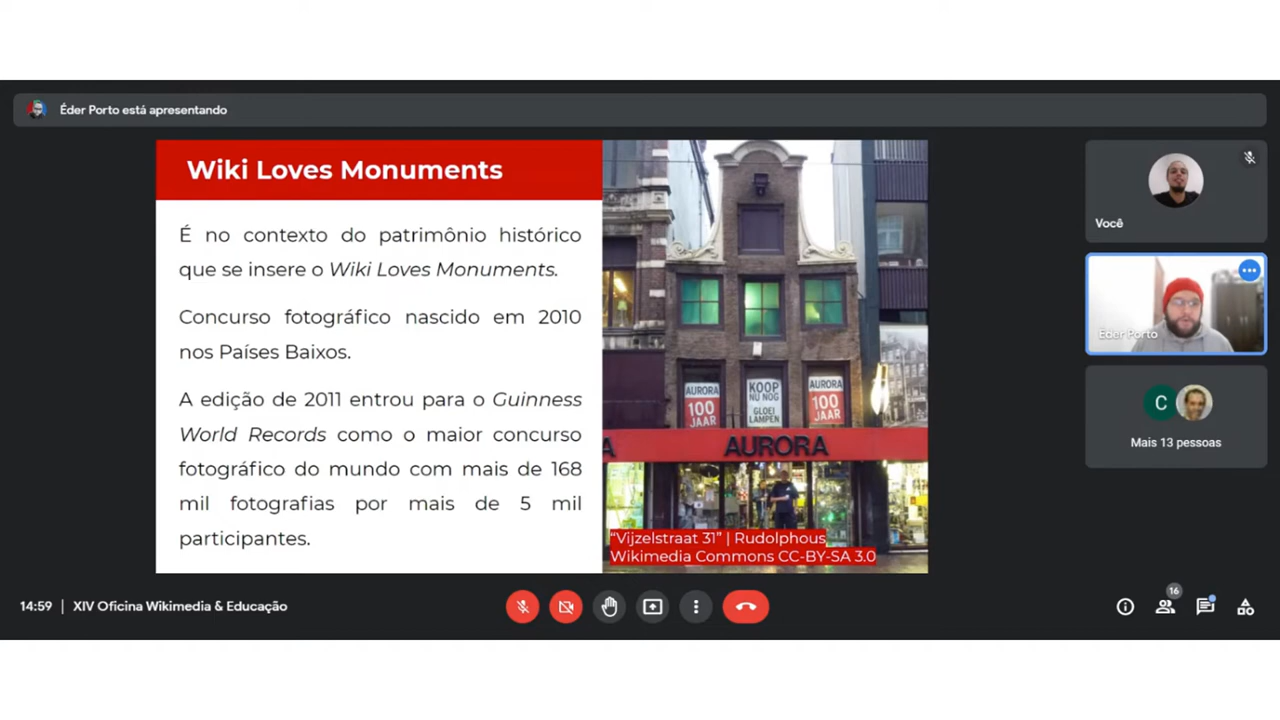 Éder Porto está apresentando
Wiki Loves Monuments
É no contexto do patrimônio histórico
que se insere o Wiki Loves Monuments.
Concurso fotográfico nascido em 2010
nos Países Baixos.
A edição de 2011 entrou para o Guinness
World Records como o maior concurso
fotográfico do mundo com mais de 168
mil fotografias por mais de 5 mil
participantes.
AURORA
100
JAAR
KOOP
NU NOG
GLOEI
LAMPEN
AURORA
100
JAAR
A
AURORA
“Vijzelstraat 31” | Rudolphous
Wikimedia Commons CC-BY-SA 3.0
Você
Éder Porto
C
Mais 13 pessoas
14:59 | XIV Oficina Wikimedia & Educação
16